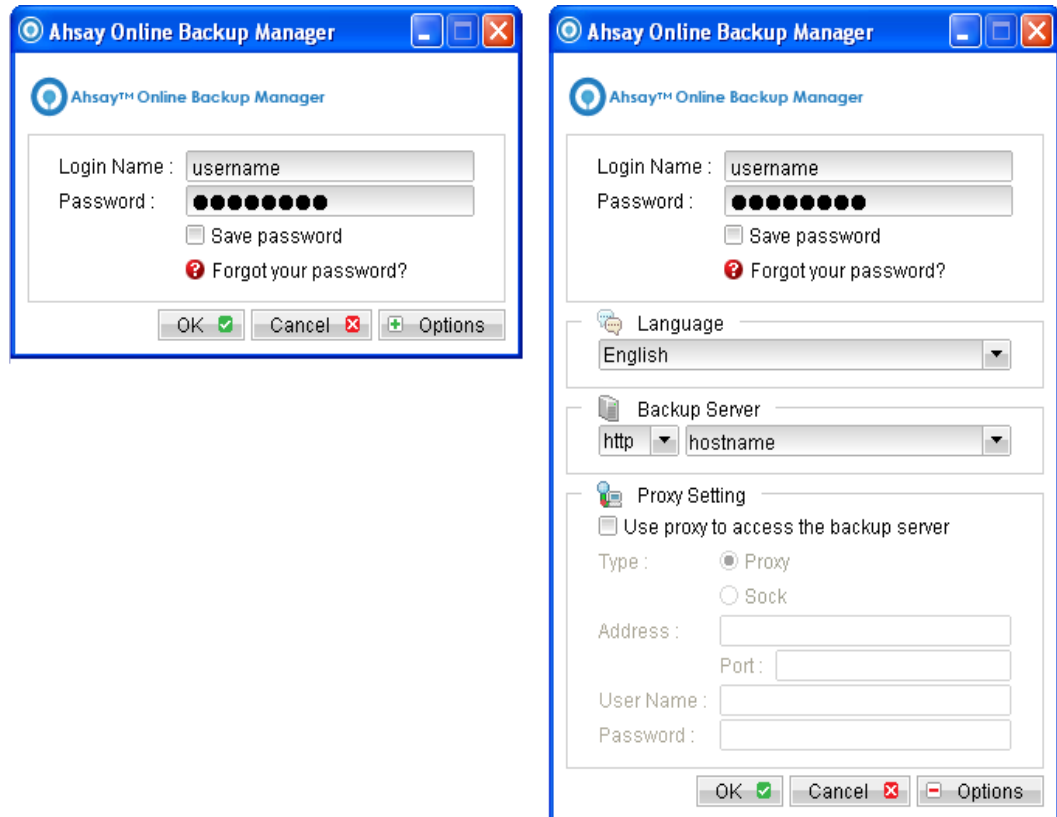 Ahsay Online Backup Manager
Ahsay™ Online Backup Manager
Login Name : username
Password : ●●●●●●●●
Save password
Forgot your password?
OK Cancel Options
Ahsay Online Backup Manager
Ahsay™ Online Backup Manager
Login Name : username
Password : ●●●●●●●●
Save password
Forgot your password?
Language
English
Backup Server
http hostname
Proxy Setting
Use proxy to access the backup server
Type : Proxy
Sock
Address :
Port :
User Name :
Password :
OK Cancel Options